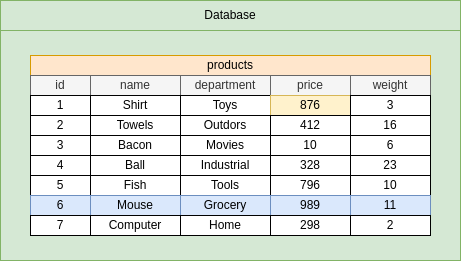 Database
products
id name department price weight
1 Shirt Toys 876 3
2 Towels Outdors 412 16
3 Bacon Movies 10 6
4 Ball Industrial 328 23
5 Fish Tools 796 10
6 Mouse Grocery 989 11
7 Computer Home 298 2